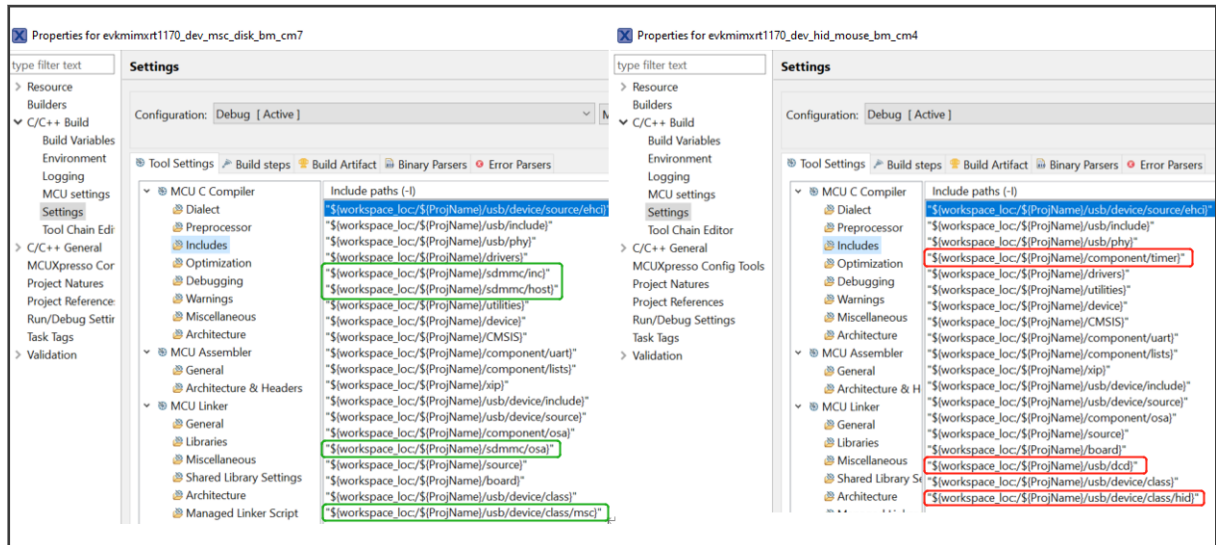 Properties for evkmimxrt1170_dev_msc_disk_bm_cm7
type filter text
Resource
Builders
C/C++ Build
Build Variables
Environment
Logging
MCU settings
Settings
Tool Chain Edi
C/C++ General
MCUXpresso Cor
Project Natures
Project Reference
Run/Debug Settir
Task Tags
Validation
Settings
Configuration: Debug [ Active ]
Tool Settings Build steps Build Artifact Binary Parsers Error Parsers
MCU C Compiler
Dialect
Preprocessor
Includes
Optimization
Debugging
Warnings
Miscellaneous
Architecture
MCU Assembler
General
Architecture & Headers
MCU Linker
General
Libraries
Miscellaneous
Shared Library Settings
Architecture
Managed Linker Script
Include paths (-I)
"${workspace_loc:/${ProjName}/usb/device/source/ehci}"
"${workspace_loc:/${ProjName}/usb/include}"
"${workspace_loc:/${ProjName}/usb/phy}"
"${workspace_loc:/${ProjName}/drivers}"
"${workspace_loc:/${ProjName}/sdmmc/inc}"
"${workspace_loc:/${ProjName}/sdmmc/host}"
"${workspace_loc:/${ProjName}/utilities}"
"${workspace_loc:/${ProjName}/device}"
"${workspace_loc:/${ProjName}/CMSIS}"
"${workspace_loc:/${ProjName}/component/uart}"
"${workspace_loc:/${ProjName}/component/lists}"
"${workspace_loc:/${ProjName}/xip}"
"${workspace_loc:/${ProjName}/usb/device/include}"
"${workspace_loc:/${ProjName}/usb/device/source}"
"${workspace_loc:/${ProjName}/component/osa}"
"${workspace_loc:/${ProjName}/sdmmc/osa}"
"${workspace_loc:/${ProjName}/source}"
"${workspace_loc:/${ProjName}/board}"
"${workspace_loc:/${ProjName}/usb/device/class}"
"${workspace_loc:/${ProjName}/usb/device/class/msc}"
Properties for evkmimxrt1170_dev_hid_mouse_bm_cm4
type filter text
Resource
Builders
C/C++ Build
Build Variables
Environment
Logging
MCU settings
Settings
Tool Chain Editor
C/C++ General
MCUXpresso Config Tools
Project Natures
Project References
Run/Debug Settings
Task Tags
Validation
Settings
Configuration: Debug [ Active ]
Tool Settings Build steps Build Artifact Binary Parsers Error Parsers
MCU C Compiler
Dialect
Preprocessor
Includes
Optimization
Debugging
Warnings
Miscellaneous
Architecture
MCU Assembler
General
Architecture & H
MCU Linker
General
Libraries
Miscellaneous
Shared Library Se
Architecture
Include paths (-I)
"${workspace_loc:/${ProjName}/usb/device/source/ehci}"
"${workspace_loc:/${ProjName}/usb/include}"
"${workspace_loc:/${ProjName}/usb/phy}"
"${workspace_loc:/${ProjName}/component/timer}"
"${workspace_loc:/${ProjName}/drivers}"
"${workspace_loc:/${ProjName}/utilities}"
"${workspace_loc:/${ProjName}/device}"
"${workspace_loc:/${ProjName}/CMSIS}"
"${workspace_loc:/${ProjName}/component/uart}"
"${workspace_loc:/${ProjName}/component/lists}"
"${workspace_loc:/${ProjName}/xip}"
"${workspace_loc:/${ProjName}/usb/device/include}"
"${workspace_loc:/${ProjName}/usb/device/source}"
"${workspace_loc:/${ProjName}/component/osa}"
"${workspace_loc:/${ProjName}/source}"
"${workspace_loc:/${ProjName}/board}"
"${workspace_loc:/${ProjName}/usb/dcd}"
"${workspace_loc:/${ProjName}/usb/device/class}"
"${workspace_loc:/${ProjName}/usb/device/class/hid}"